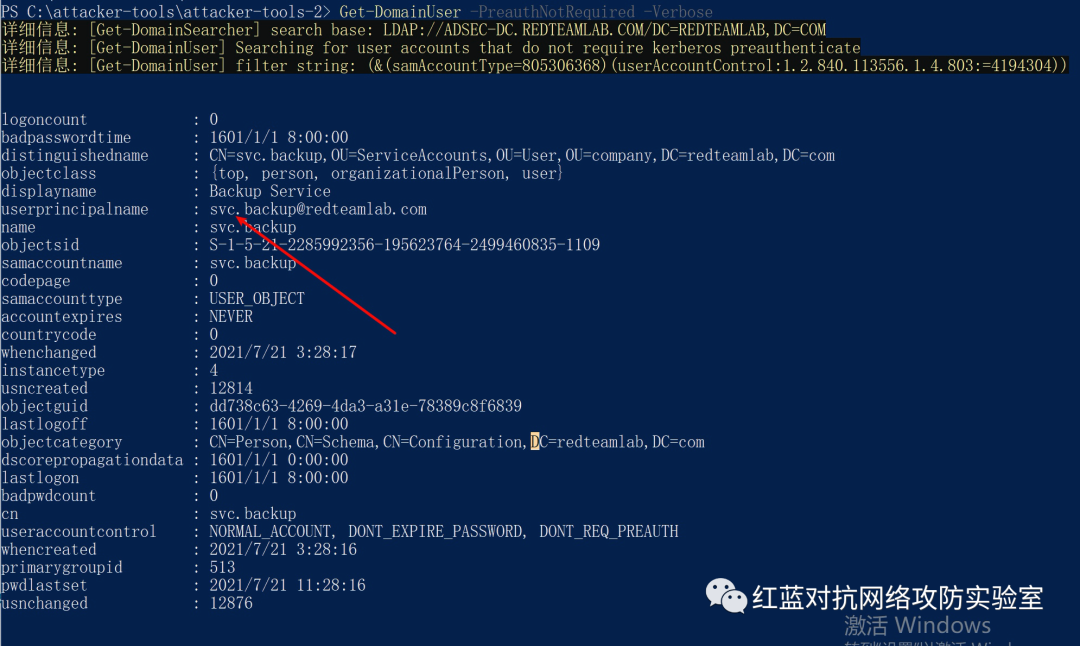 PS C:\attacker-tools\attacker-tools-2> Get-DomainUser -PreauthNotRequired -Verbose
详细信息: [Get-DomainSearcher] search base: LDAP://ADSEC-DC.REDTEAMLAB.COM/DC=REDTEAMLAB,DC=COM
详细信息: [Get-DomainUser] Searching for user accounts that do not require kerberos preauthenticate
详细信息: [Get-DomainUser] filter string: (&(samAccountType=805306368)(userAccountControl:1.2.840.113556.1.4.803:=4194304))
logoncount : 0
badpasswordtime : 1601/1/1 8:00:00
distinguishedname : CN=svc.backup,OU=ServiceAccounts,OU=User,OU=company,DC=redteamlab,DC=com
objectclass : {top, person, organizationalPerson, user}
displayname : Backup Service
userprincipalname : svc.backup@redteamlab.com
name : svc.backup
objectsid : S-1-5-21-2285992356-195623764-2499460835-1109
samaccountname : svc.backup
codepage : 0
samaccounttype : USER_OBJECT
accountexpires : NEVER
countrycode : 0
whenchanged : 2021/7/21 3:28:17
instancetype : 4
usncreated : 12814
objectguid : dd738c63-4269-4da3-a31e-78389c8f6839
lastlogoff : 1601/1/1 8:00:00
objectcategory : CN=Person,CN=Schema,CN=Configuration,DC=redteamlab,DC=com
dscorepropagationdata : 1601/1/1 0:00:00
lastlogon : 1601/1/1 8:00:00
badpwdcount : 0
cn : svc.backup
useraccountcontrol : NORMAL_ACCOUNT, DONT_EXPIRE_PASSWORD, DONT_REQ_PREAUTH
whencreated : 2021/7/21 3:28:16
primarygroupid : 513
pwdlastset : 2021/7/21 11:28:16
usnchanged : 12876
红蓝对抗网络攻防实验室
激活 Windows